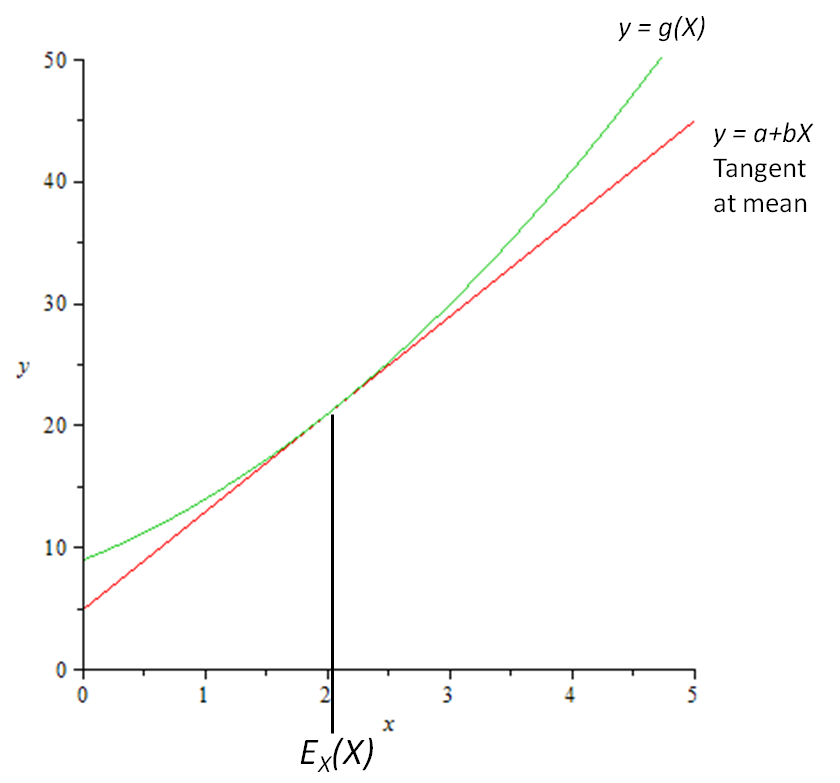 y = g(X)
50
y = a+bX
Tangent
at mean
40
30
y
20
10
0
0 1 2 3 4 5
x
E_X(X)